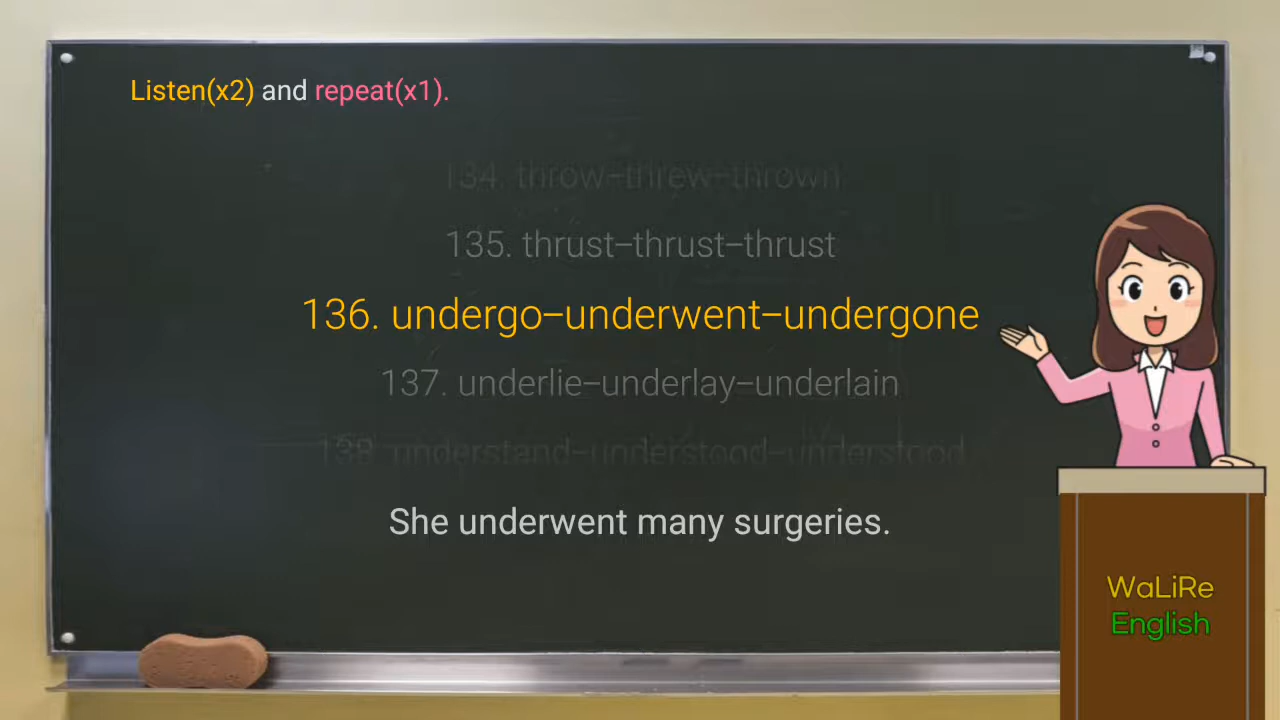 Listen(x2) and repeat(x1).
134. throw–threw–thrown
135. thrust–thrust–thrust
136. undergo–underwent–undergone
137. underlie–underlay–underlain
138. understand–understood–understood
She underwent many surgeries.
WaLiRe
English